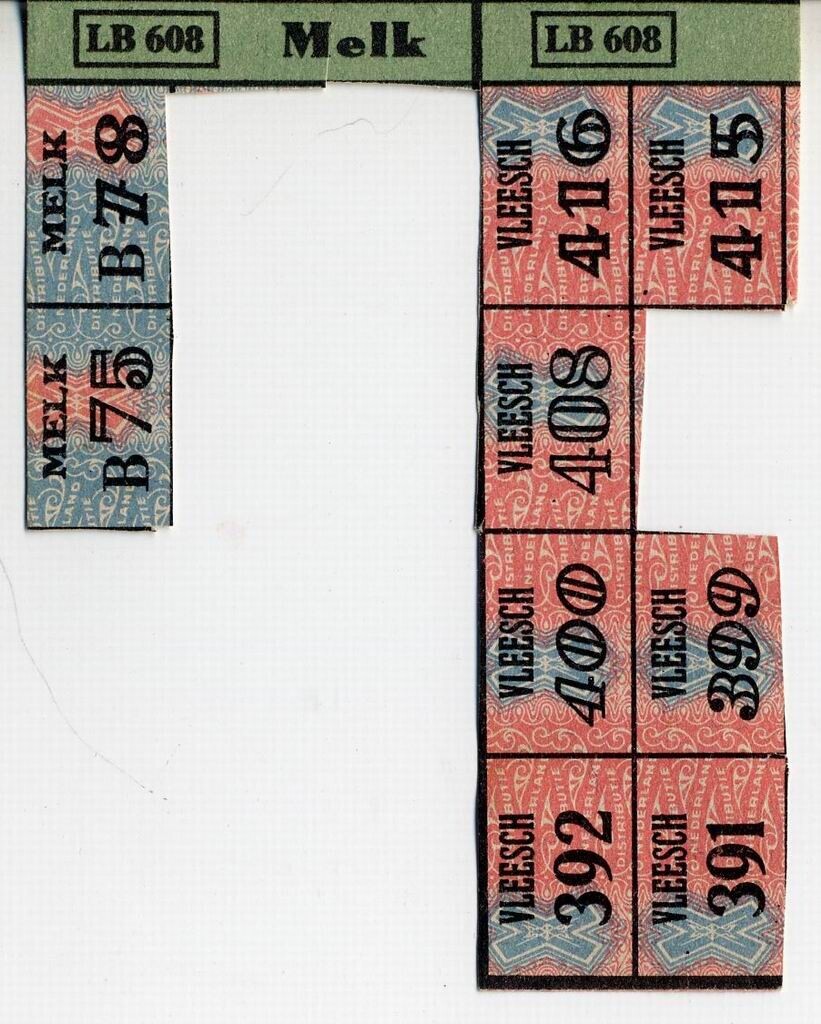 LB 608 Melk LB 608
MELK
B 78
VLEESCH
416
VLEESCH
415
MELK
B 75
VLEESCH
408
VLEESCH
400
VLEESCH
399
VLEESCH
392
VLEESCH
391